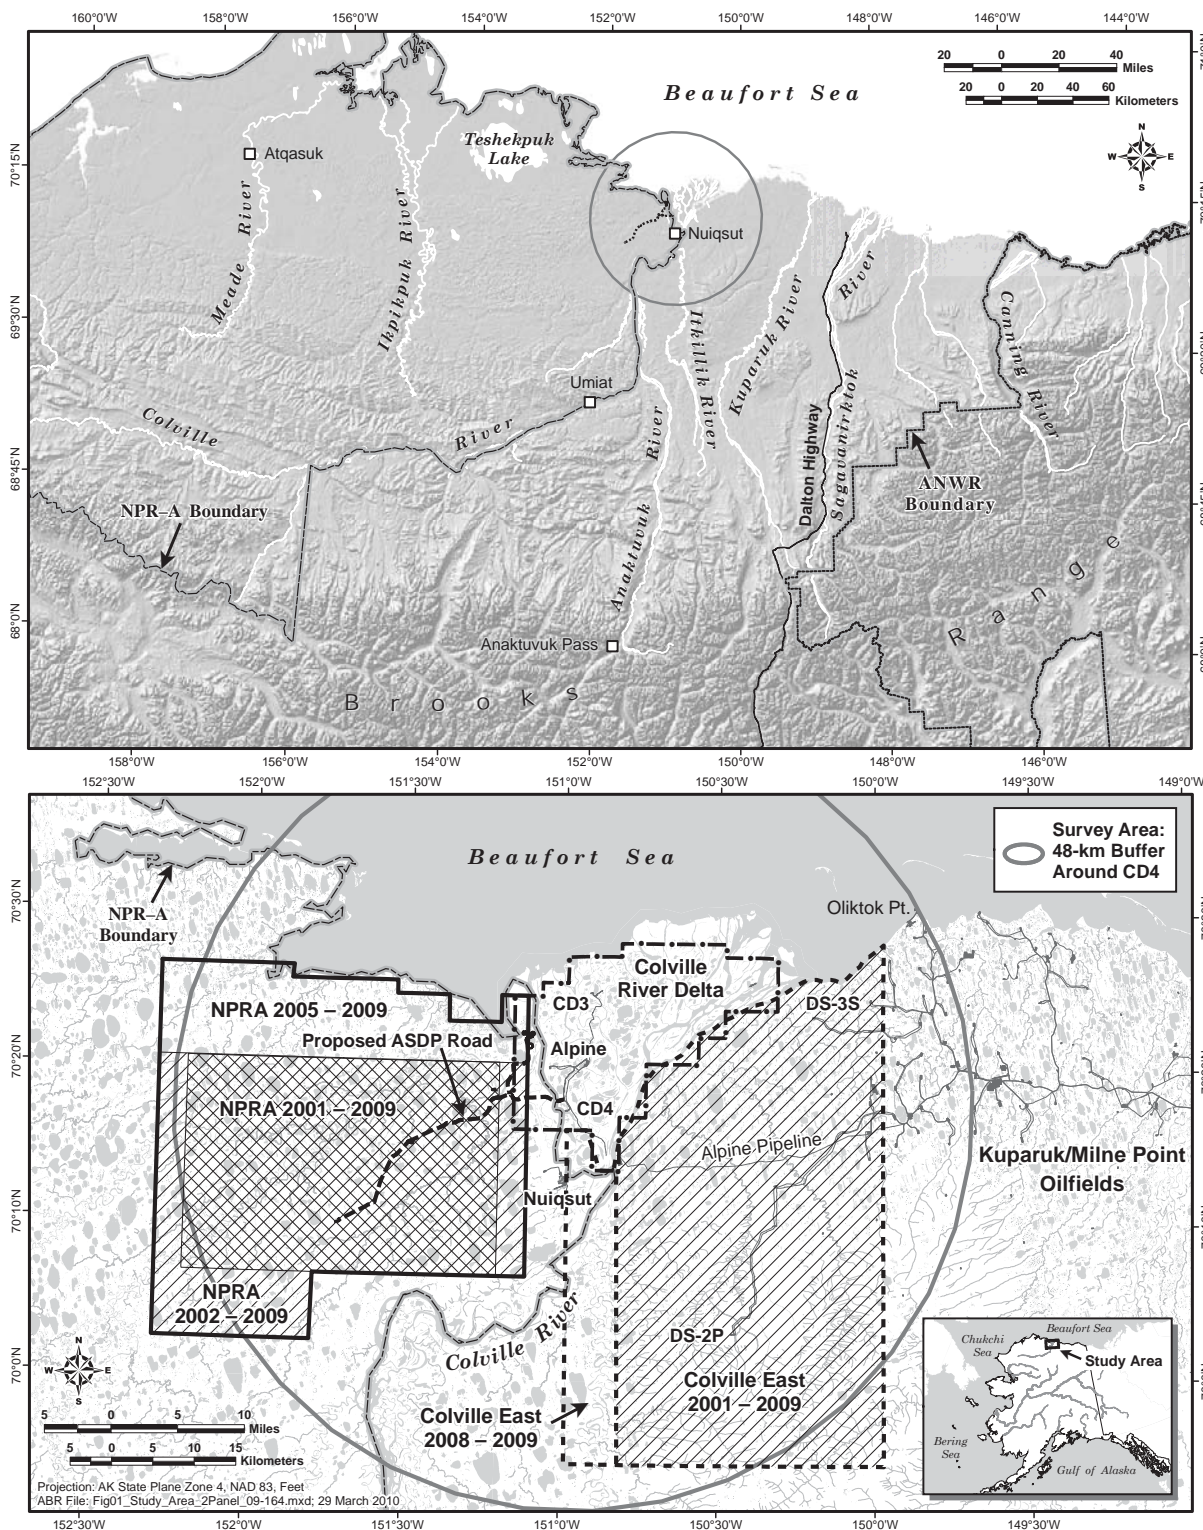 160°0'W 158°0'W 156°0'W 154°0'W 152°0'W 150°0'W 148°0'W 146°0'W 144°0'W
20 0 20 40
Miles
20 0 20 40 60
Kilometers
Beaufort Sea
N
W E
S
Teshekpuk
Lake
Atqasuk
70°15'N
Nuiqsut
Meade River
Ikpikpuk River
69°30'N
Itkillik River
Kuparuk River
River
Sagavanirktok
Canning River
Umiat
Colville
River
Dalton Highway
68°45'N
ANWR
Boundary
NPR–A Boundary
Anaktuvuk
River
68°0'N
Anaktuvuk Pass
Brooks
Range
158°0'W 156°0'W 154°0'W 152°0'W 150°0'W 148°0'W 146°0'W
152°30'W 152°0'W 151°30'W 151°0'W 150°30'W 150°0'W 149°30'W 149°0'W
Survey Area:
48-km Buffer
Around CD4
Beaufort Sea
70°30'N
NPR–A
Boundary
Oliktok Pt.
Colville
River Delta
CD3
DS-3S
NPRA 2005 – 2009
Proposed ASDP Road
Alpine
70°20'N
NPRA 2001 – 2009
CD4
Alpine Pipeline
Kuparuk/Milne Point
Oilfields
Nuiqsut
70°10'N
NPRA
2002 – 2009
River
Colville
DS-2P
70°0'N
Colville East
2001 – 2009
Colville East
2008 – 2009
N
W E
S
5 0 5 10
Miles
5 0 5 10 15
Kilometers
Beaufort Sea
Chukchi
Sea
Study Area
Bering
Sea
Gulf of Alaska
Projection: AK State Plane Zone 4, NAD 83, Feet
ABR File: Fig01_Study_Area_2Panel_09-164.mxd; 29 March 2010
152°30'W 152°0'W 151°30'W 151°0'W 150°30'W 150°0'W 149°30'W